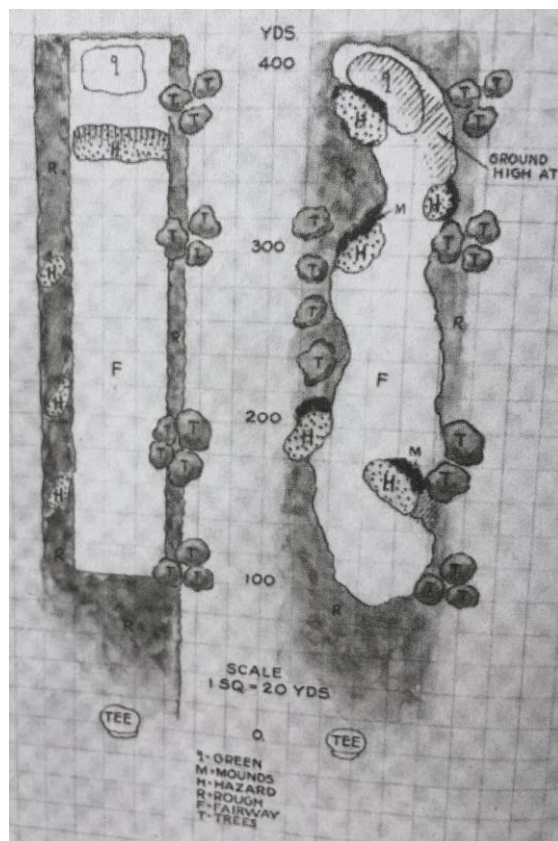 YDS.
400
300
200
100
0.
GROUND
HIGH AT
SCALE
1 SQ. = 20 YDS
TEE
TEE
q - GREEN
M = MOUNDS
H = HAZARD
R = ROUGH
F = FAIRWAY
T - TREES
q
H
R
H
H
H
R
R
R
F
T
T
T
T
T
T
T
T
T
T
T
T
T
q
H
R
M
H
H
T
T
T
T
F
H
M
H
R
R
T
T
T
T
T
T
T
T
T
T
T